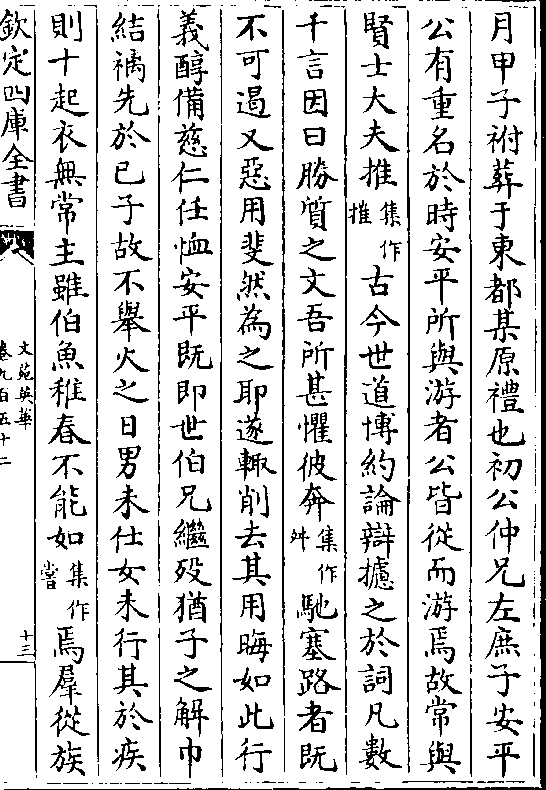 月甲子祔葬于東都某原禮也初公仲兄左庶子安平
公有重名於時安平所與游者公皆從而游焉故常與
賢士大夫推集作搉古今世道博約論辯攄之於詞凡數
千言因曰勝質之文吾所甚懼彼奔集作舛馳塞路者既
不可遏又惡用斐然為之耶遂輙削去其用晦如此行
義醇備慈仁任恤安平既即世伯兄繼歿猶子之解巾
結褵先於已子故不舉火之日男未仕女未行其於疾
則十起衣無常主雖伯魚稚春不能如集作嘗焉羣從族
欽定四庫全書
文苑英華
卷九百五十二
十三